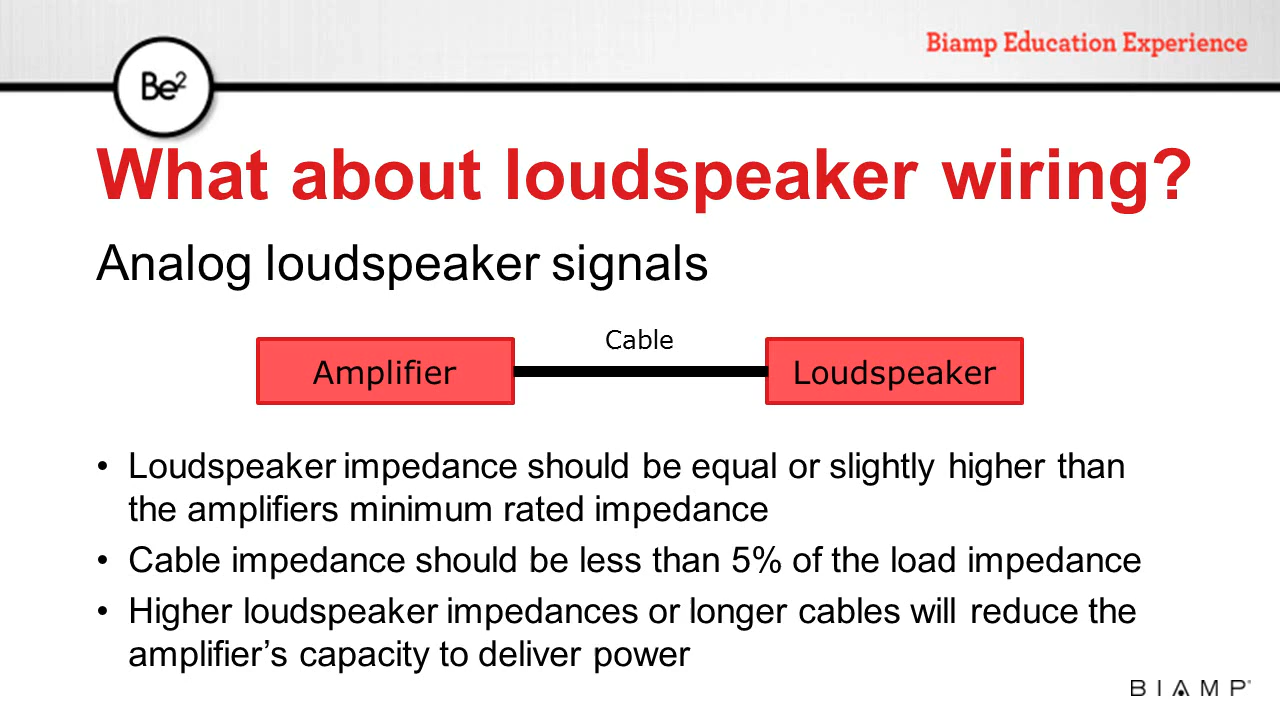 Biamp Education Experience
Be²
What about loudspeaker wiring?
Analog loudspeaker signals
Cable
Amplifier
Loudspeaker
• Loudspeaker impedance should be equal or slightly higher than
the amplifiers minimum rated impedance
• Cable impedance should be less than 5% of the load impedance
• Higher loudspeaker impedances or longer cables will reduce the
amplifier’s capacity to deliver power
BIAMP®